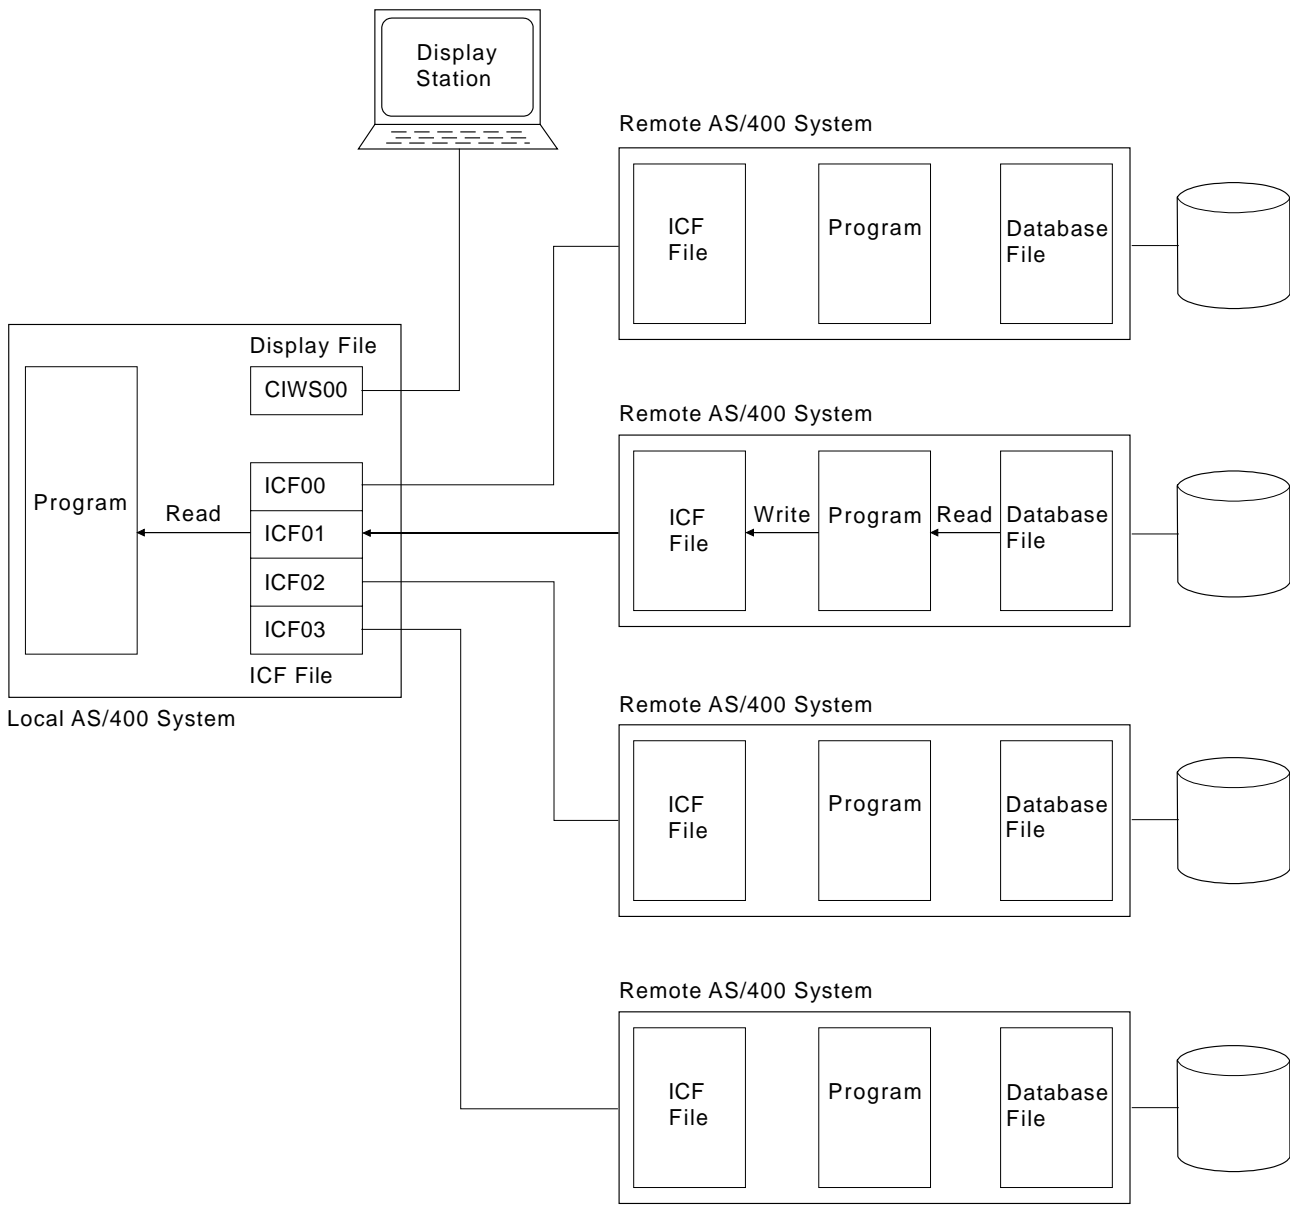 Display
Station
Remote AS/400 System
ICF
File
Program
Database
File
Display File
CIWS00
Remote AS/400 System
ICF00
Program
Read
ICF01
ICF
File
Write
Program
Read
Database
File
ICF02
ICF03
ICF File
Local AS/400 System
Remote AS/400 System
ICF
File
Program
Database
File
Remote AS/400 System
ICF
File
Program
Database
File